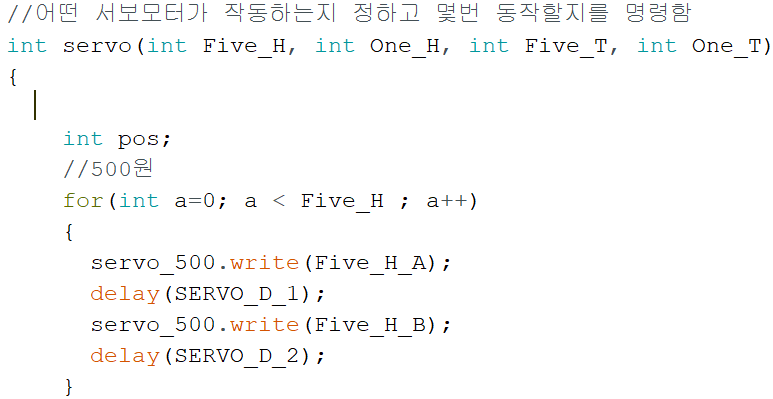 //어떤 서보모터가 작동하는지 정하고 몇번 동작할지를 명령함
int servo(int Five_H, int One_H, int Five_T, int One_T)
{
int pos;
//500원
for(int a=0; a < Five_H ; a++)
{
servo_500.write(Five_H_A);
delay(SERVO_D_1);
servo_500.write(Five_H_B);
delay(SERVO_D_2);
}